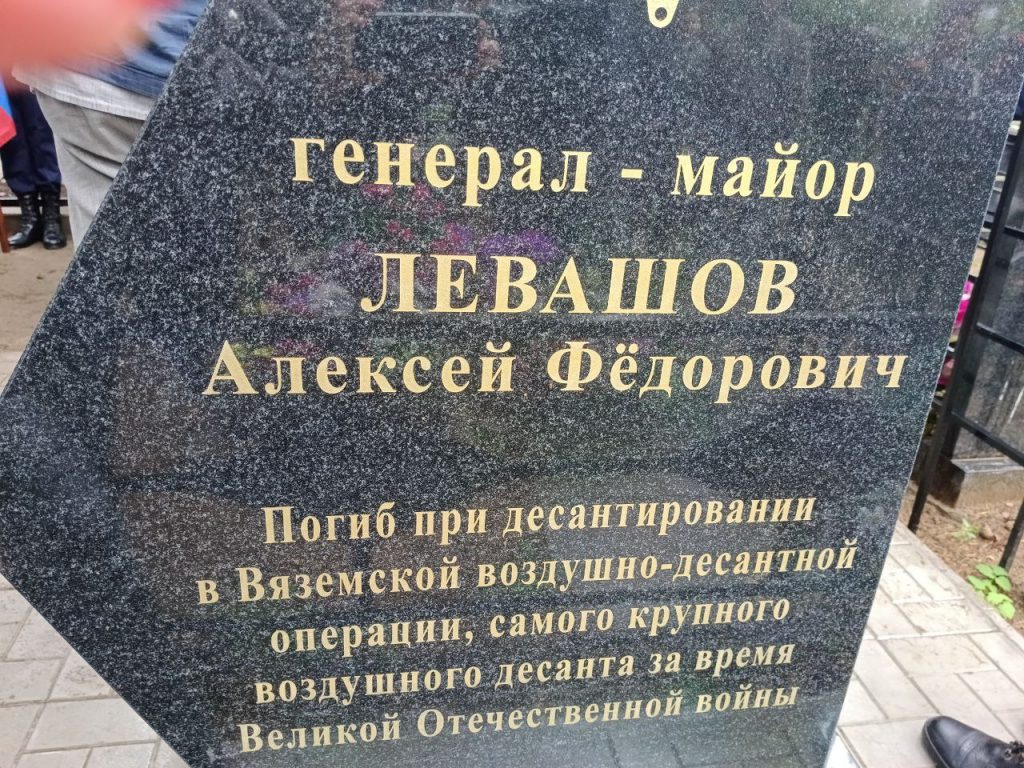 генерал - майор
ЛЕВАШОВ
Алексей Фёдорович
Погиб при десантировании
в Вяземской воздушно-десантной
операции, самого крупного
воздушного десанта за время
Великой Отечественной войны